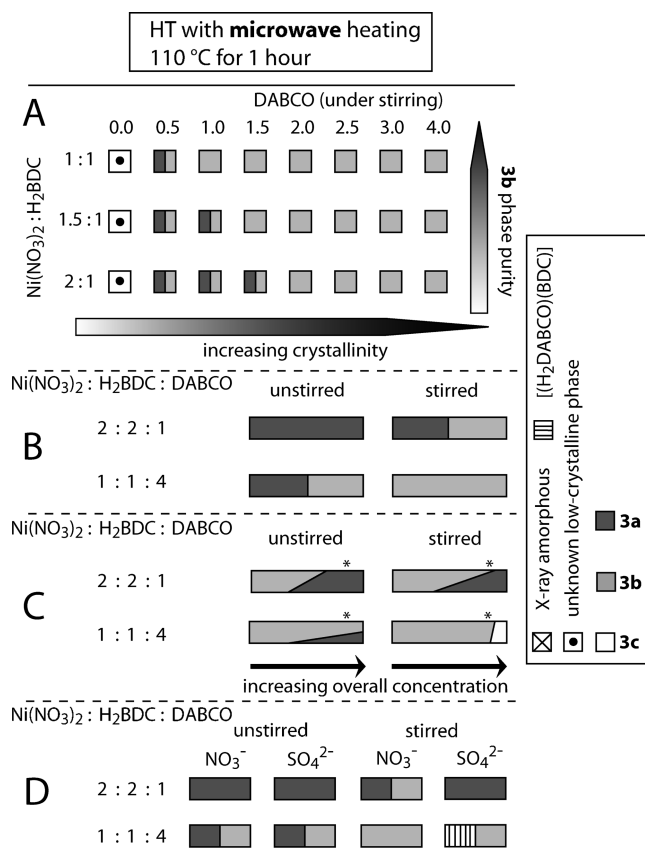 HT with microwave heating
110 °C for 1 hour
A
DABCO (under stirring)
0.0 0.5 1.0 1.5 2.0 2.5 3.0 4.0
Ni(NO₃)₂ : H₂BDC
1 : 1
1.5 : 1
2 : 1
3b phase purity
increasing crystallinity
Ni(NO₃)₂ : H₂BDC : DABCO
unstirred stirred
B
2 : 2 : 1
1 : 1 : 4
Ni(NO₃)₂ : H₂BDC : DABCO
unstirred stirred
C
* *
2 : 2 : 1
* *
1 : 1 : 4
increasing overall concentration
Ni(NO₃)₂ : H₂BDC : DABCO
unstirred stirred
NO₃⁻ SO₄²⁻ NO₃⁻ SO₄²⁻
D
2 : 2 : 1
1 : 1 : 4
X-ray amorphous
[(H₂DABCO)(BDC)]
unknown low-crystalline phase
3a
3b
3c